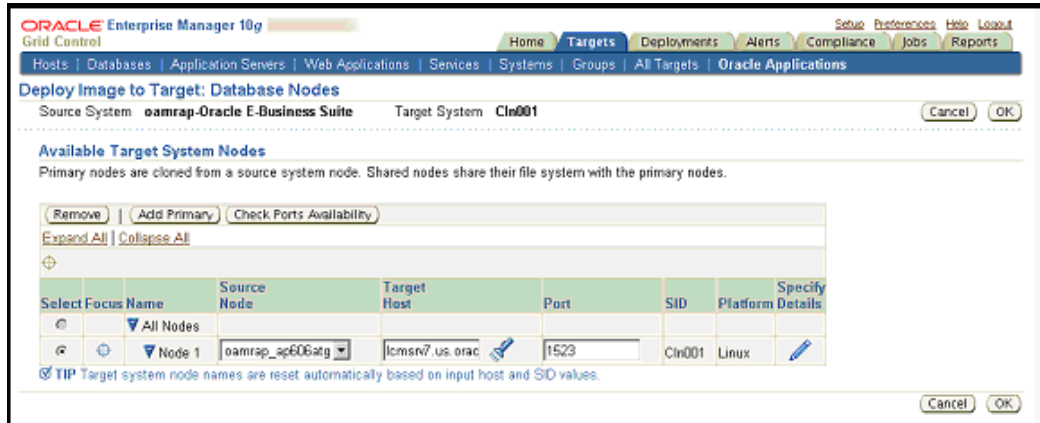 ORACLE Enterprise Manager 10g
Grid Control
Setup Preferences Help Logout
Home Targets Deployments Alerts Compliance Jobs Reports
Hosts | Databases | Application Servers | Web Applications | Services | Systems | Groups | All Targets | Oracle Applications
Deploy Image to Target: Database Nodes
Source System oamrap-Oracle E-Business Suite Target System Cln001 Cancel OK
Available Target System Nodes
Primary nodes are cloned from a source system node. Shared nodes share their file system with the primary nodes.
Remove | Add Primary Check Ports Availability
Expand All | Collapse All
Select Focus Name Source Node Target Host Port SID Platform Specify Details
All Nodes
Node 1 oamrap_ap606atg lcmsrv7.us.orac 1523 Cln001 Linux
TIP Target system node names are reset automatically based on input host and SID values.
Cancel OK